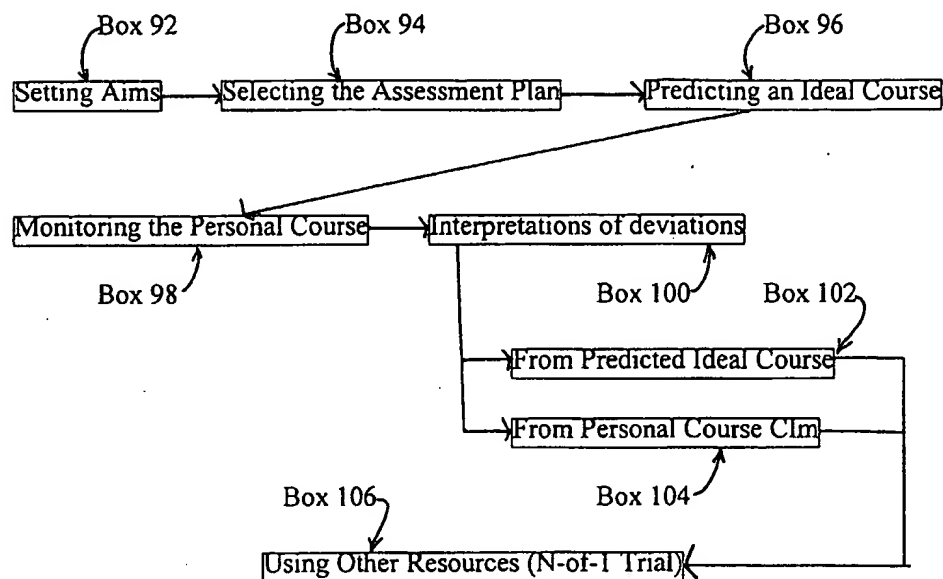 Box 92
Box 94
Box 96
Setting Aims
Selecting the Assessment Plan
Predicting an Ideal Course
Monitoring the Personal Course
Interpretations of deviations
Box 98
Box 100
Box 102
From Predicted Ideal Course
From Personal Course CIm
Box 104
Box 106
Using Other Resources (N-of-1 Trial)